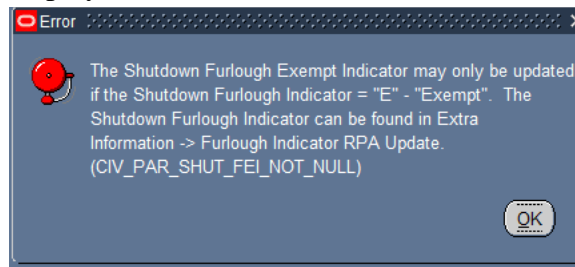 Error
The Shutdown Furlough Exempt Indicator may only be updated
if the Shutdown Furlough Indicator = "E" - "Exempt".  The
Shutdown Furlough Indicator can be found in Extra
Information -> Furlough Indicator RPA Update.
(CIV_PAR_SHUT_FEI_NOT_NULL)
OK